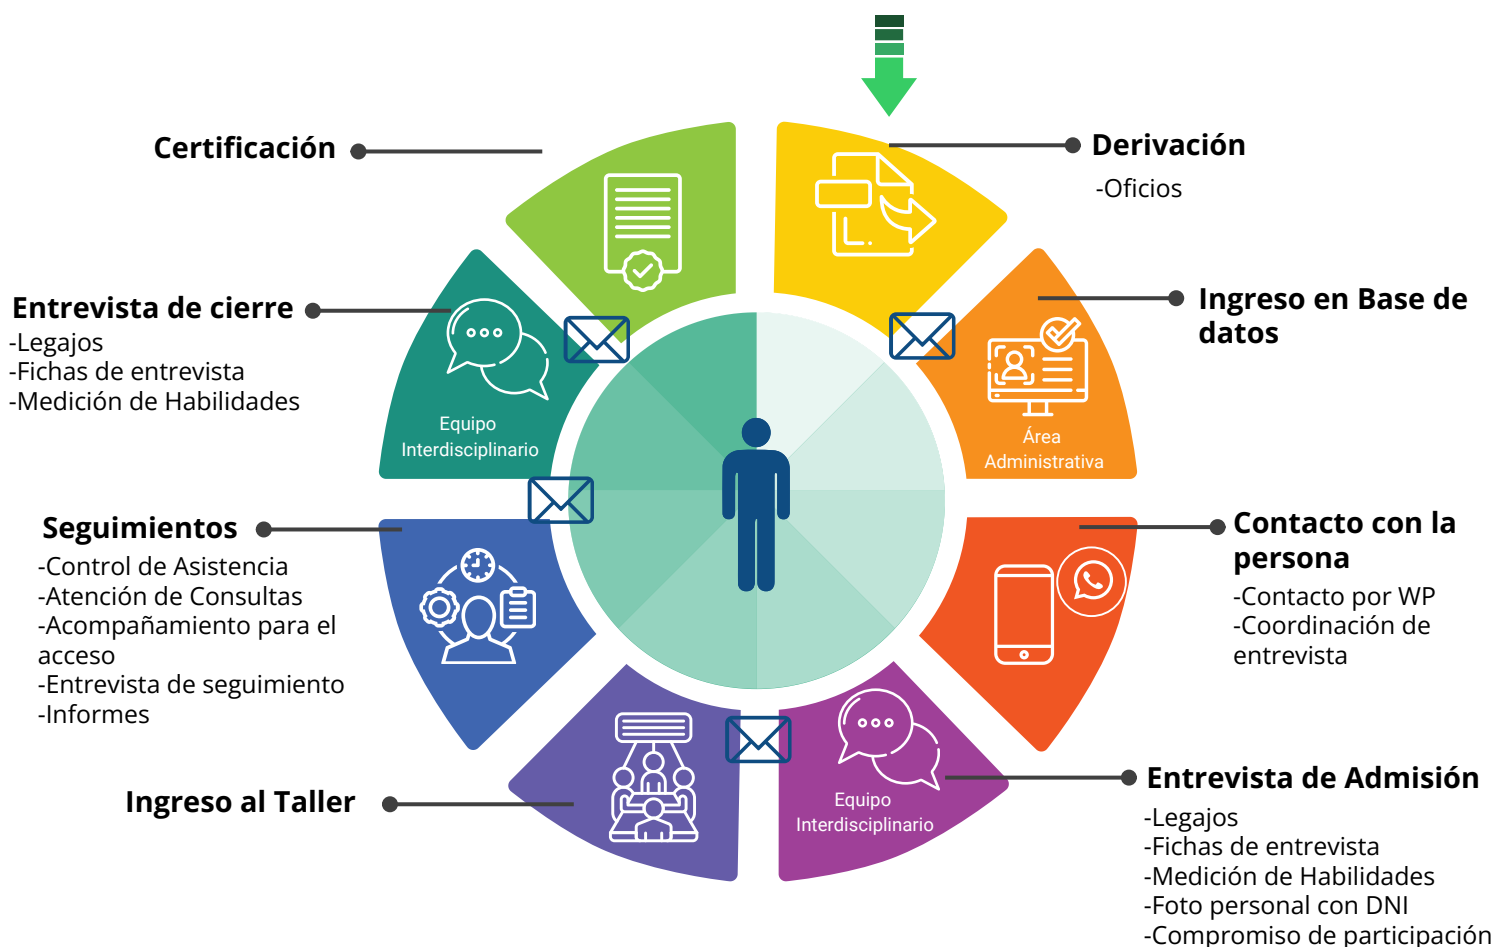 Derivación
-Oficios
Ingreso en Base de
datos
Área
Administrativa
Contacto con la
persona
-Contacto por WP
-Coordinación de
entrevista
Entrevista de Admisión
-Legajos
-Fichas de entrevista
-Medición de Habilidades
-Foto personal con DNI
-Compromiso de participación
Equipo
Interdisciplinario
Ingreso al Taller
Seguimientos
-Control de Asistencia
-Atención de Consultas
-Acompañamiento para el
acceso
-Entrevista de seguimiento
-Informes
Entrevista de cierre
-Legajos
-Fichas de entrevista
-Medición de Habilidades
Equipo
Interdisciplinario
Certificación